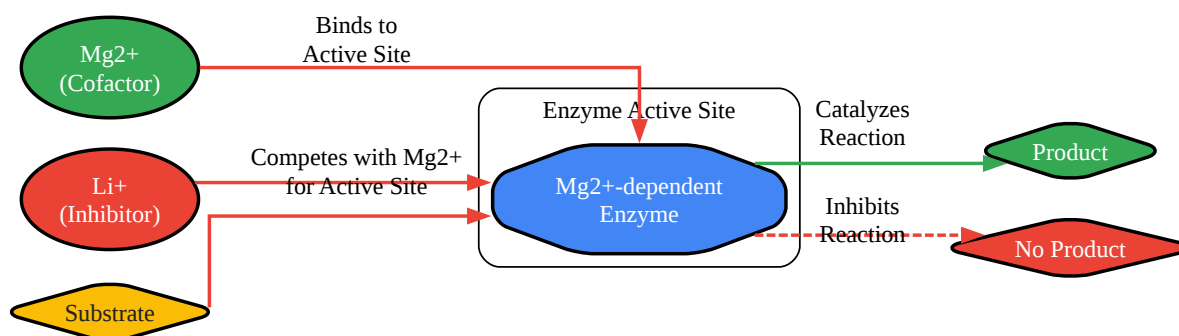 Mg2+
(Cofactor)
Binds to
Active Site
Enzyme Active Site
Catalyzes
Reaction
Product
Li+
(Inhibitor)
Competes with Mg2+
for Active Site
Mg2+-dependent
Enzyme
Inhibits
Reaction
No Product
Substrate